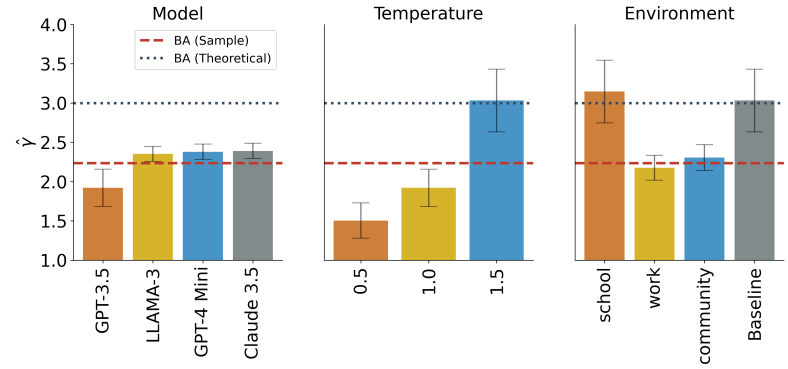 Model
Temperature
Environment
γ̂
4.0
3.5
3.0
2.5
2.0
1.5
1.0
BA (Sample)
BA (Theoretical)
GPT-3.5
LLAMA-3
GPT-4 Mini
Claude 3.5
0.5
1.0
1.5
school
work
community
Baseline